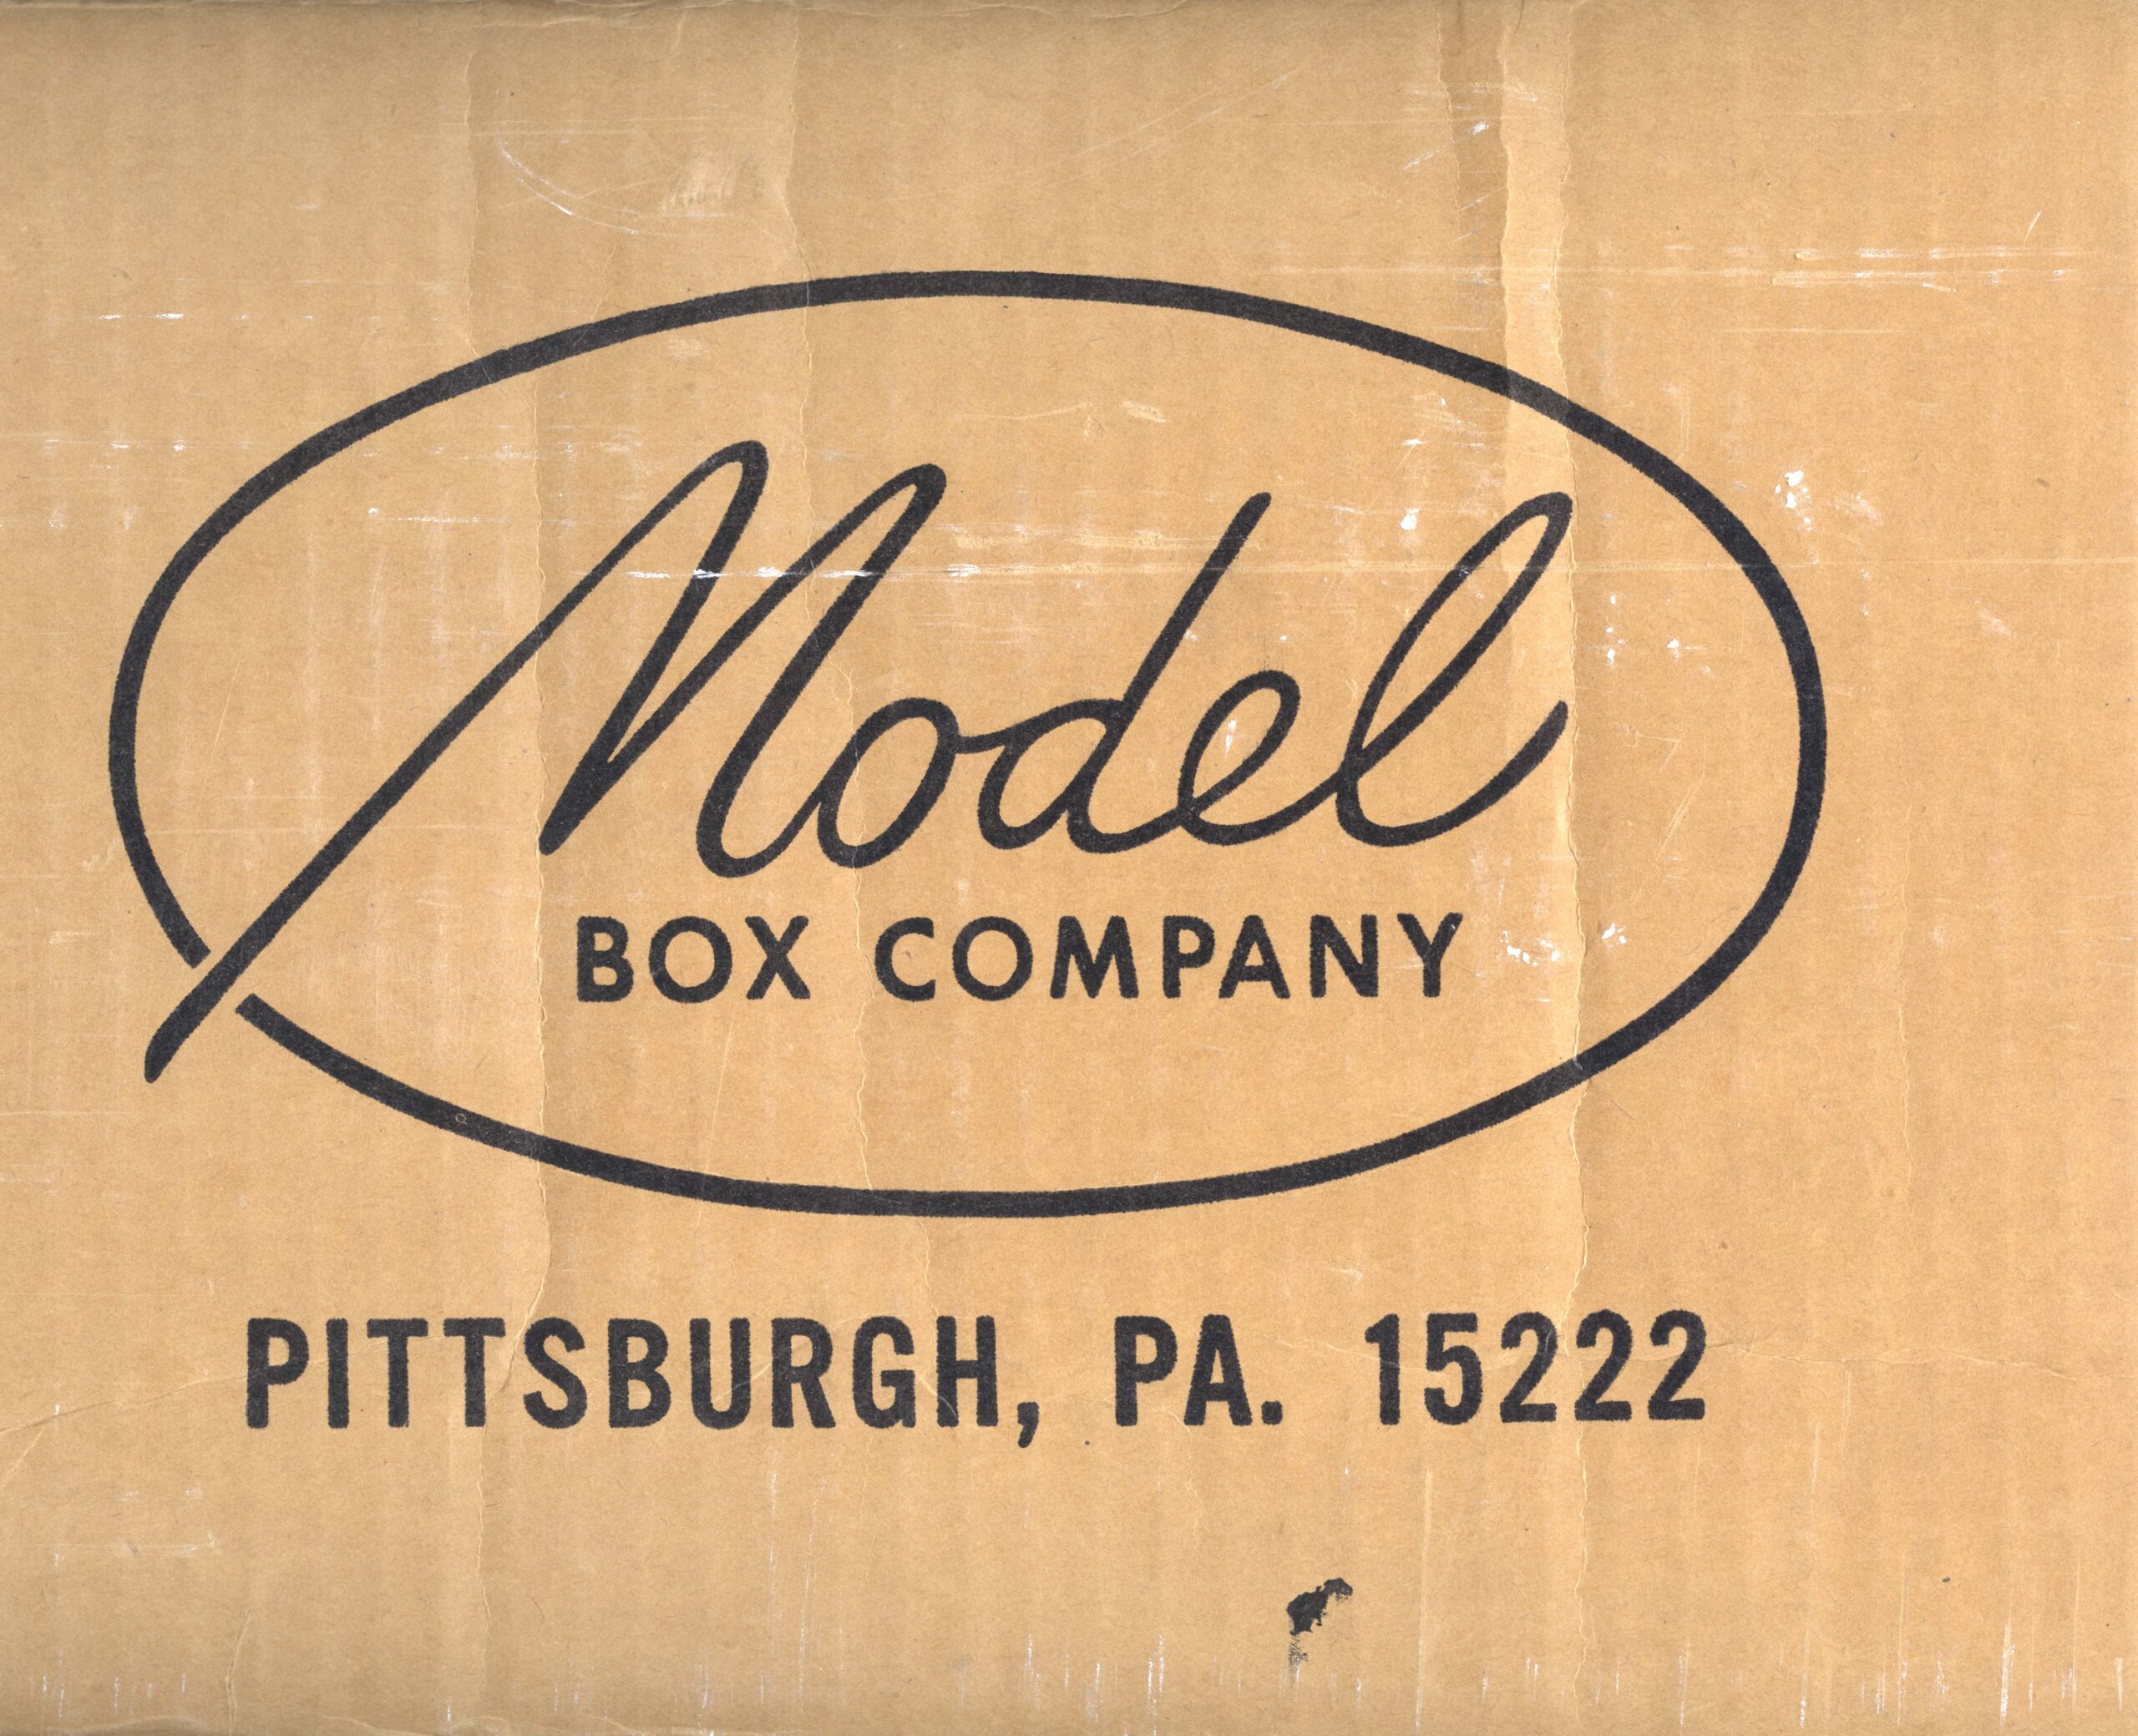 Model
BOX COMPANY
PITTSBURGH, PA. 15222